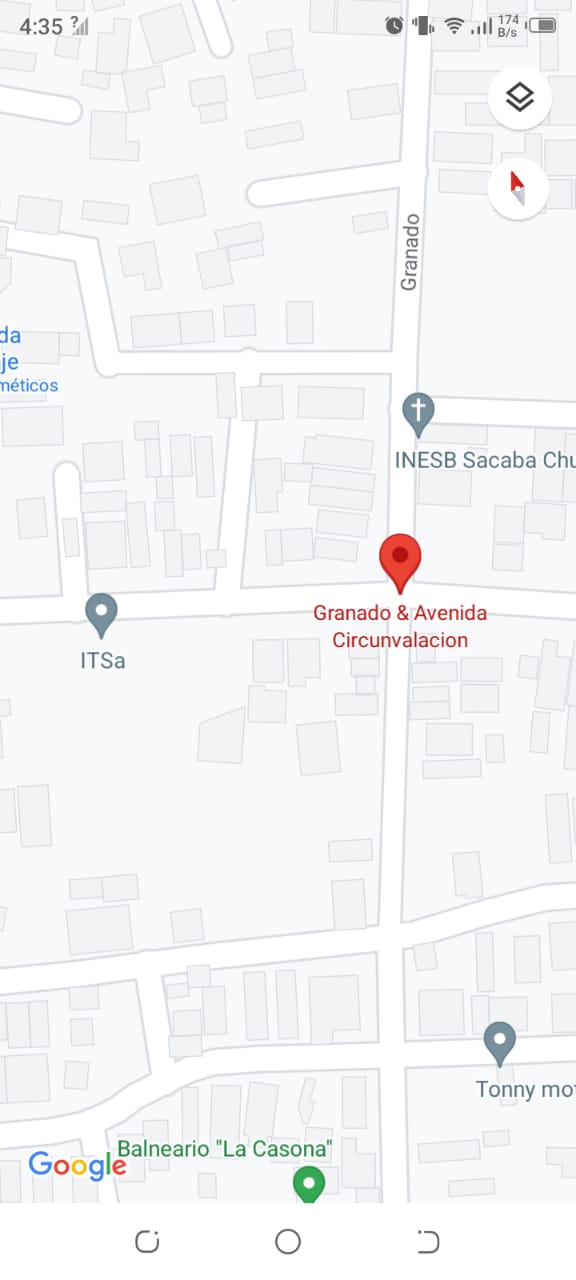 4:35
174
B/s
Granado
da
je
méticos
INESB Sacaba Chu
Granado & Avenida
Circunvalacion
ITSa
Tonny mot
Balneario "La Casona"
Google